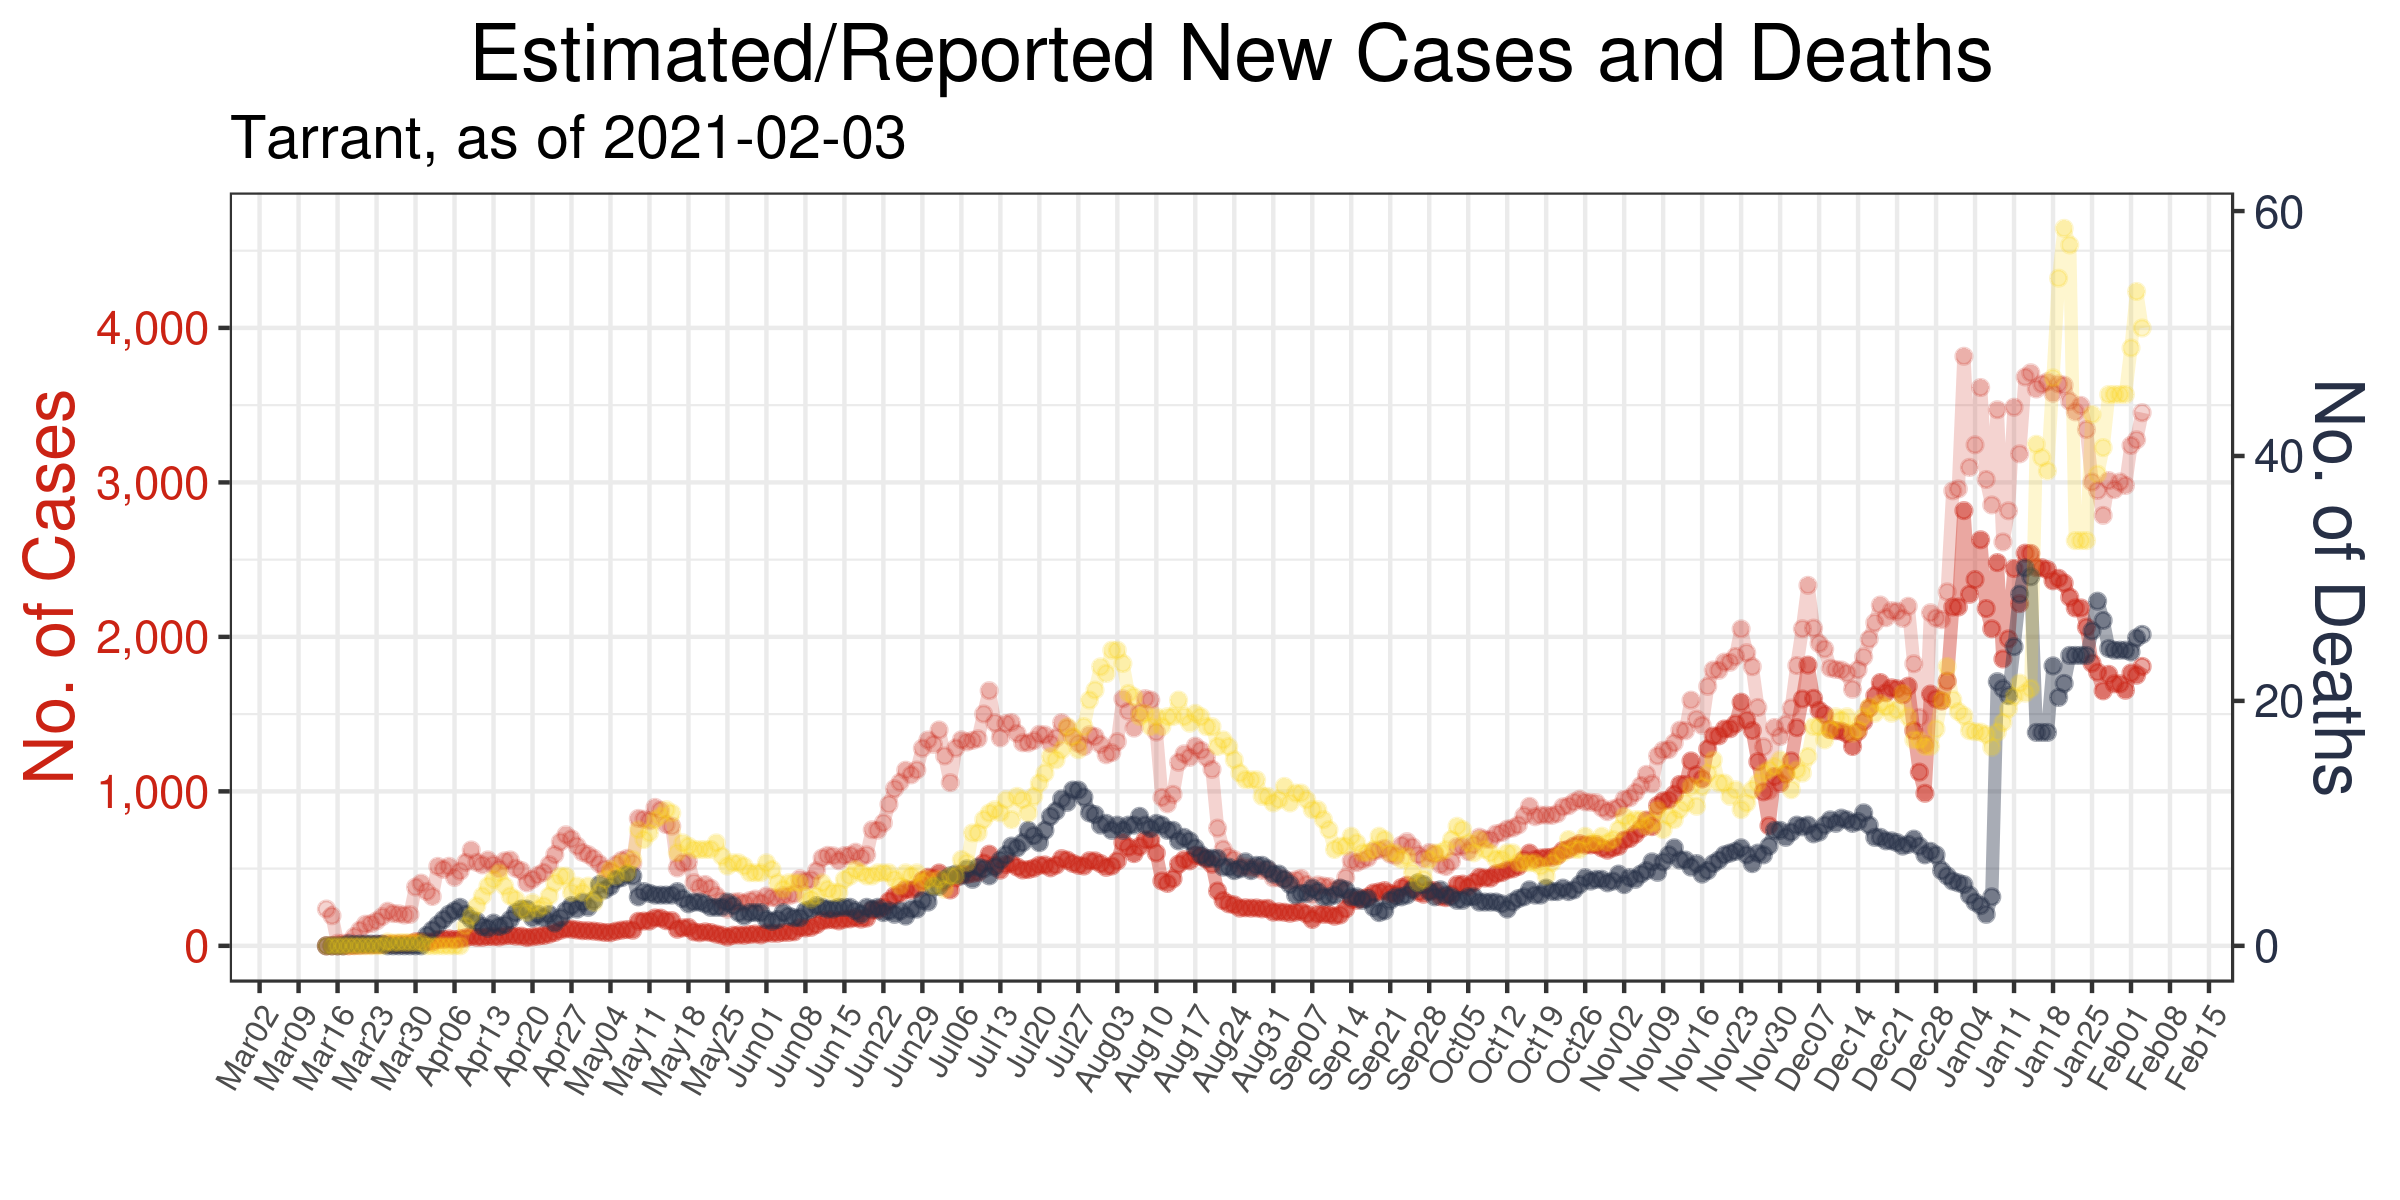 Estimated/Reported New Cases and Deaths
Tarrant, as of 2021-02-03
No. of Cases
4,000
3,000
2,000
1,000
0
60
40
20
0
No. of Deaths
Mar02
Mar09
Mar16
Mar23
Mar30
Apr06
Apr13
Apr20
Apr27
May04
May11
May18
May25
Jun01
Jun08
Jun15
Jun22
Jun29
Jul06
Jul13
Jul20
Jul27
Aug03
Aug10
Aug17
Aug24
Aug31
Sep07
Sep14
Sep21
Sep28
Oct05
Oct12
Oct19
Oct26
Nov02
Nov09
Nov16
Nov23
Nov30
Dec07
Dec14
Dec21
Dec28
Jan04
Jan11
Jan18
Jan25
Feb01
Feb08
Feb15